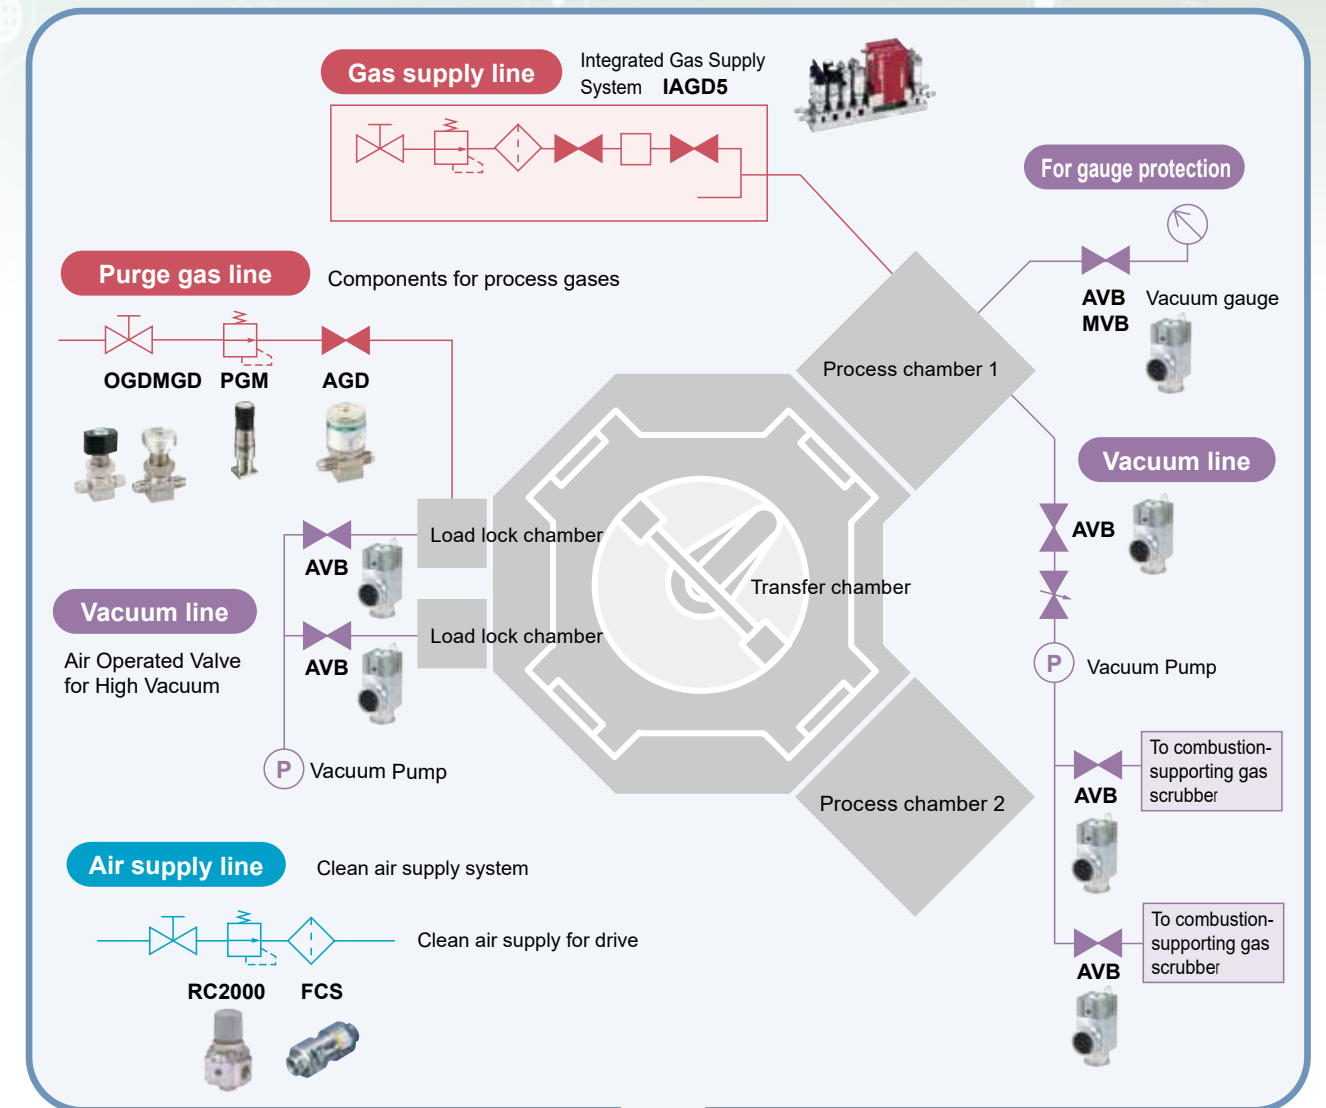 Gas supply line
Integrated Gas Supply
System IAGD5
For gauge protection
Purge gas line
Components for process gases
AVB
MVB
Vacuum gauge
OGDMGD PGM AGD
Process chamber 1
Vacuum line
AVB
Load lock chamber
AVB
Transfer chamber
Vacuum line
Load lock chamber
AVB
Air Operated Valve
for High Vacuum
P
Vacuum Pump
P
Vacuum Pump
To combustion-
supporting gas
scrubber
AVB
Process chamber 2
Air supply line
Clean air supply system
Clean air supply for drive
To combustion-
supporting gas
scrubber
AVB
RC2000 FCS